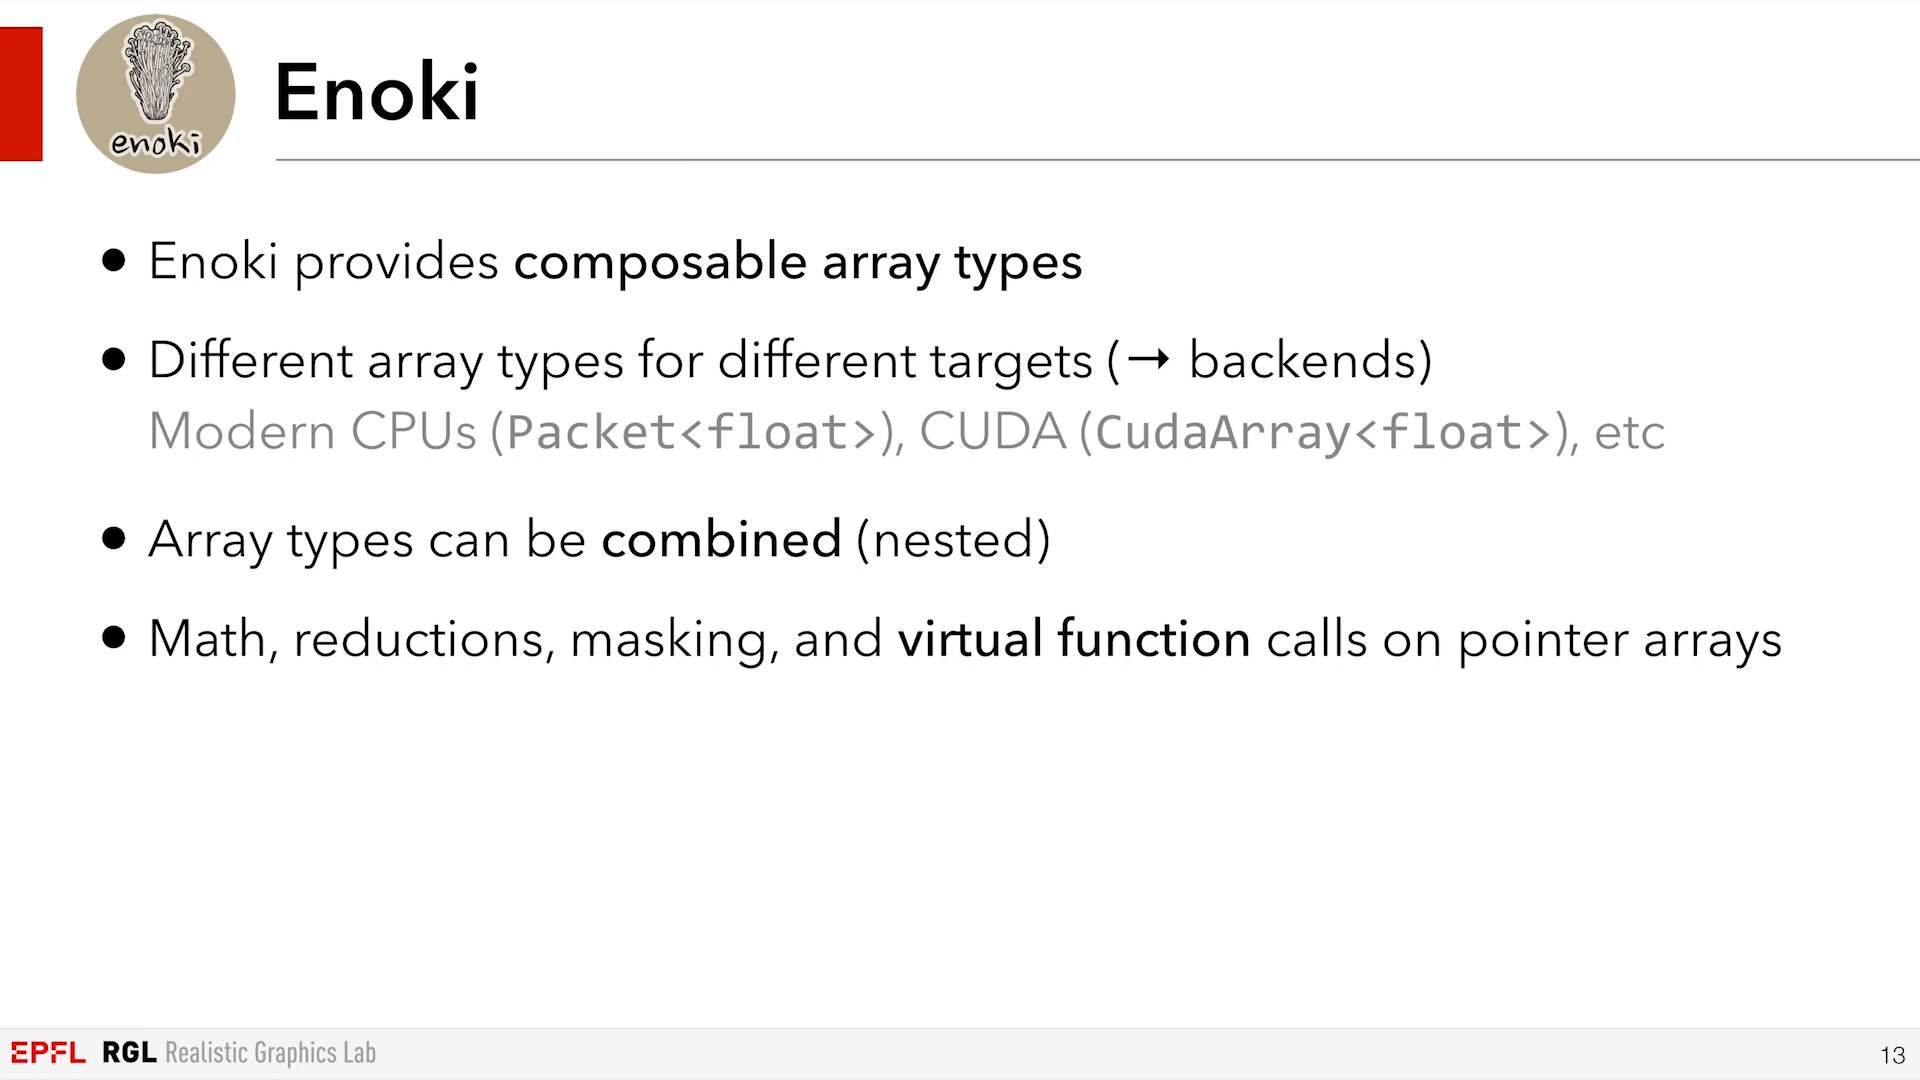 enoki
Enoki
• Enoki provides composable array types
• Different array types for different targets (→ backends)
Modern CPUs (Packet<float>), CUDA (CudaArray<float>), etc
• Array types can be combined (nested)
• Math, reductions, masking, and virtual function calls on pointer arrays
EPFL RGL Realistic Graphics Lab
13